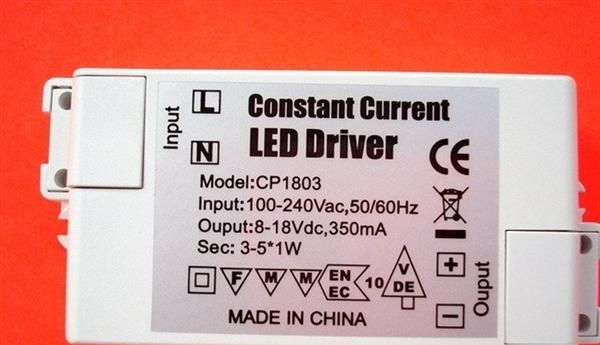 Input
L
N
Constant Current
LED Driver
CE
Model:CP1803
Input:100-240Vac,50/60Hz
Ouput:8-18Vdc,350mA
Sec: 3-5*1W
F M M EN EC 10 V DE
+
−
Ouput
MADE IN CHINA